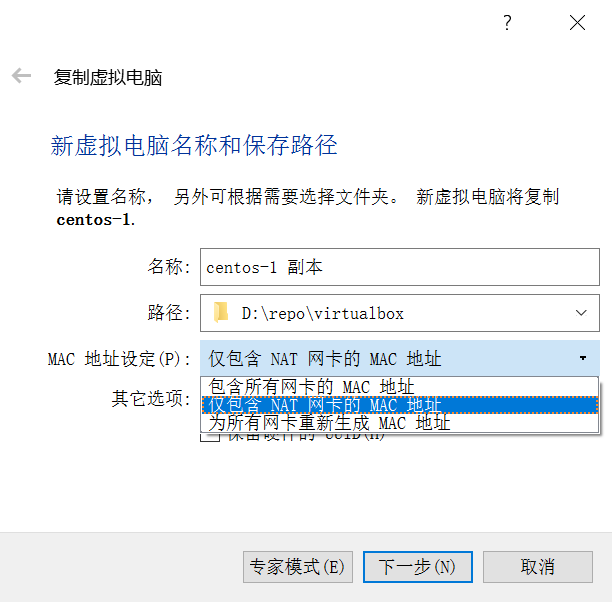 ?
复制虚拟电脑
新虚拟电脑名称和保存路径
请设置名称， 另外可根据需要选择文件夹。 新虚拟电脑将复制
centos-1.
名称: centos-1 副本
路径: D:\repo\virtualbox
MAC 地址设定(P): 仅包含 NAT 网卡的 MAC 地址
包含所有网卡的 MAC 地址
其它选项: 仅包含 NAT 网卡的 MAC 地址
为所有网卡重新生成 MAC 地址
保留硬件的 UUID(H)
专家模式(E) 下一步(N) 取消